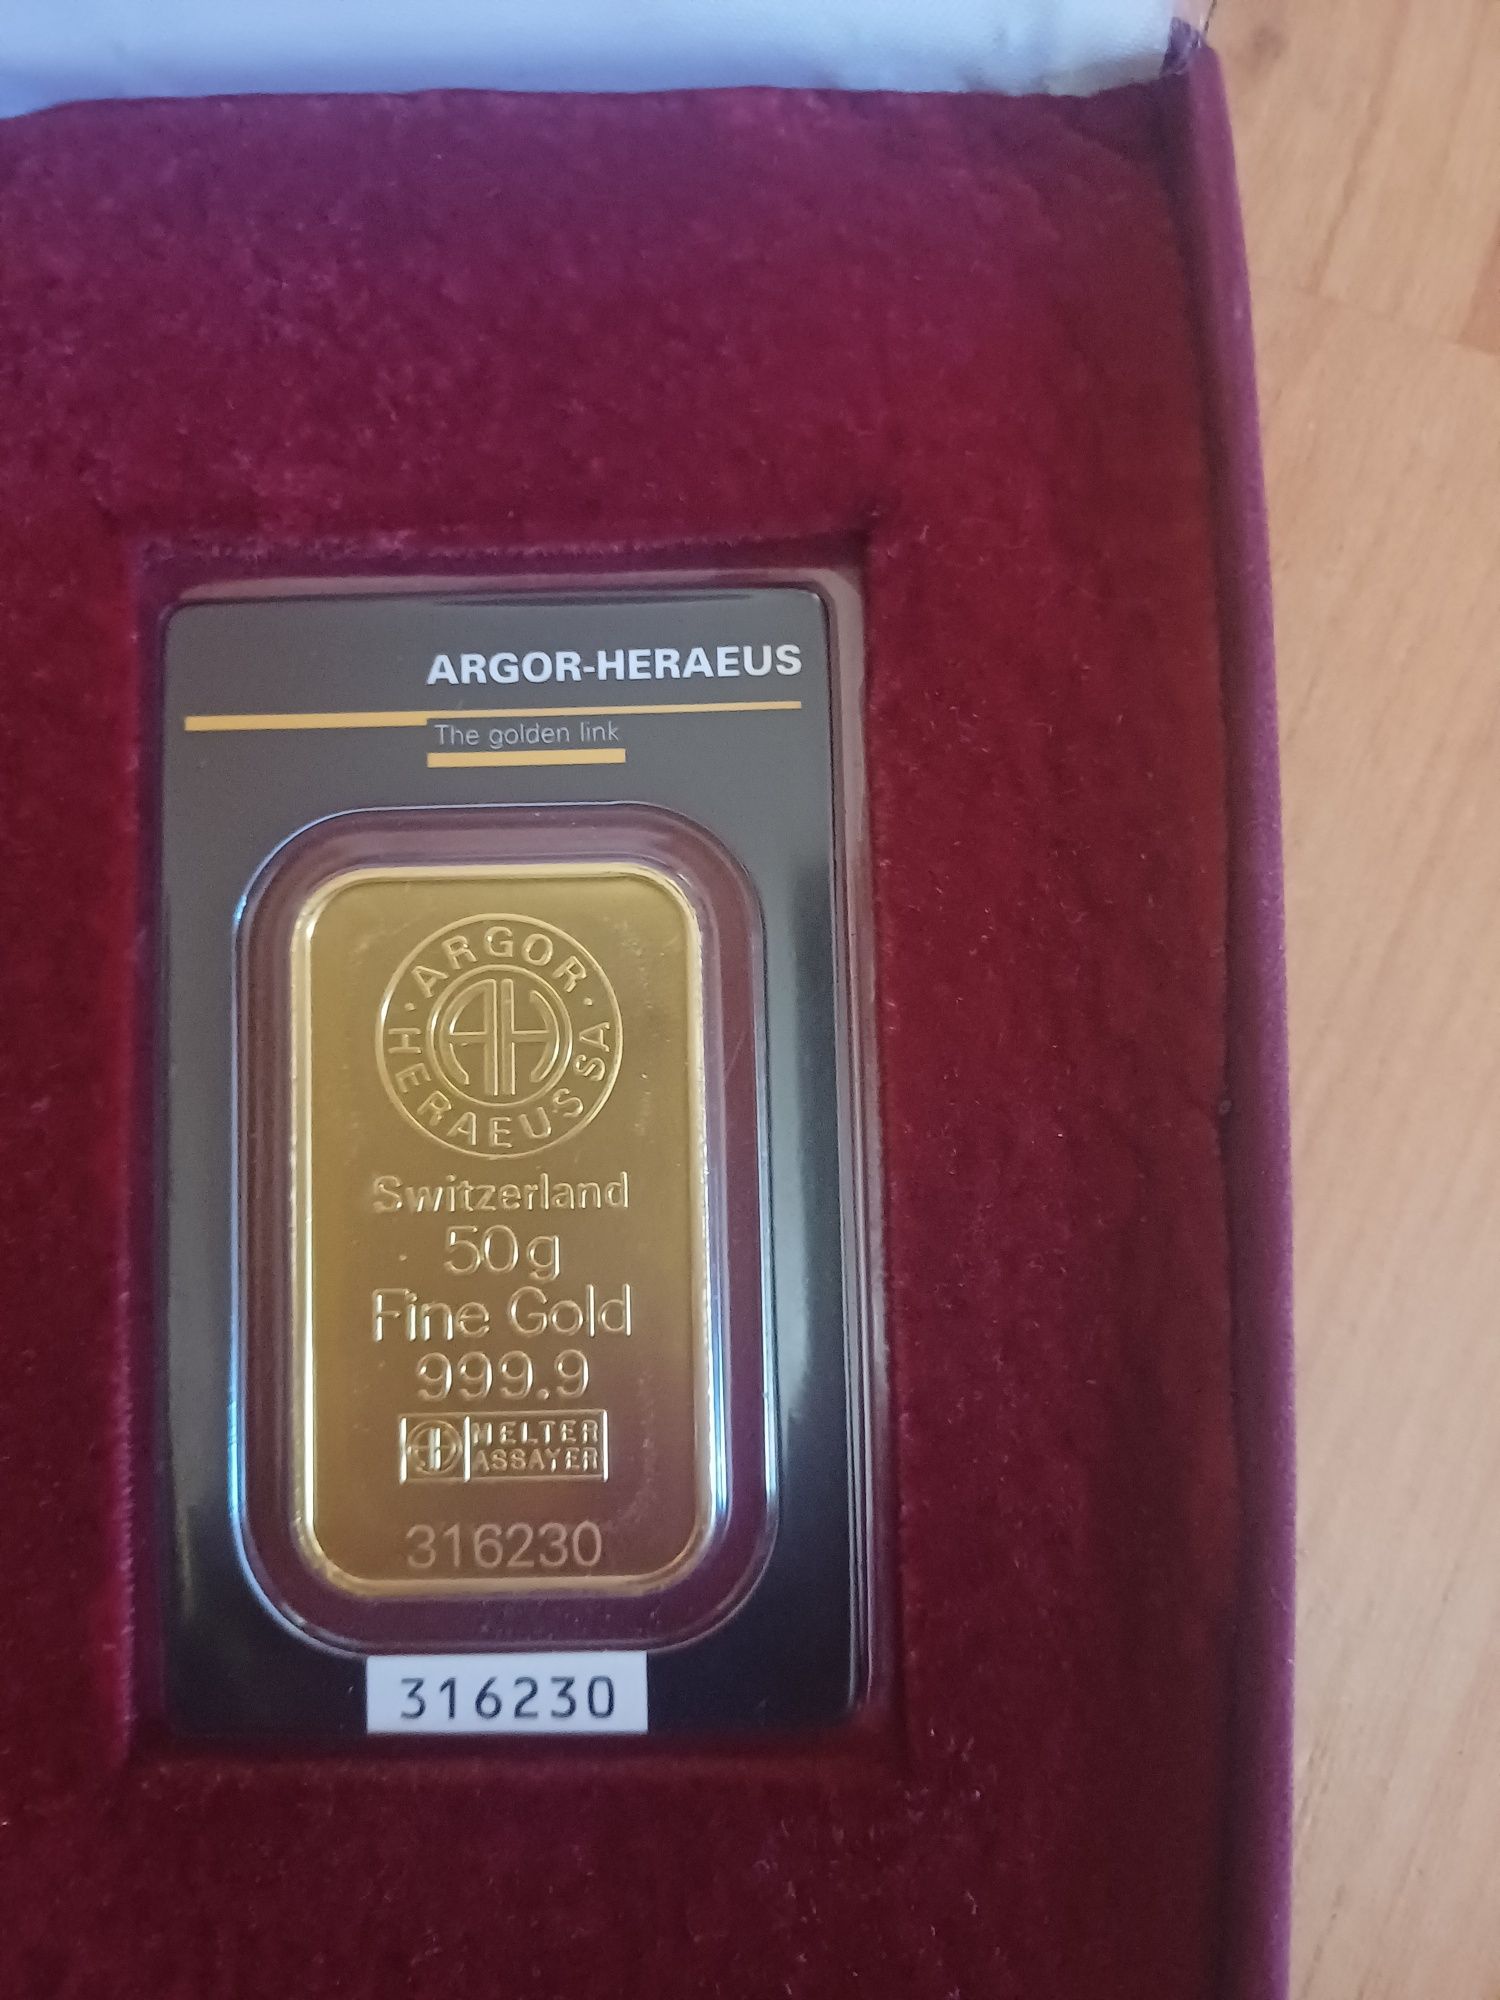 ARGOR-HERAEUS
The golden link
· ARGOR · HERAEUS SA
AH
Switzerland
50g
Fine Gold
999.9
AH MELTER
ASSAYER
316230
316230